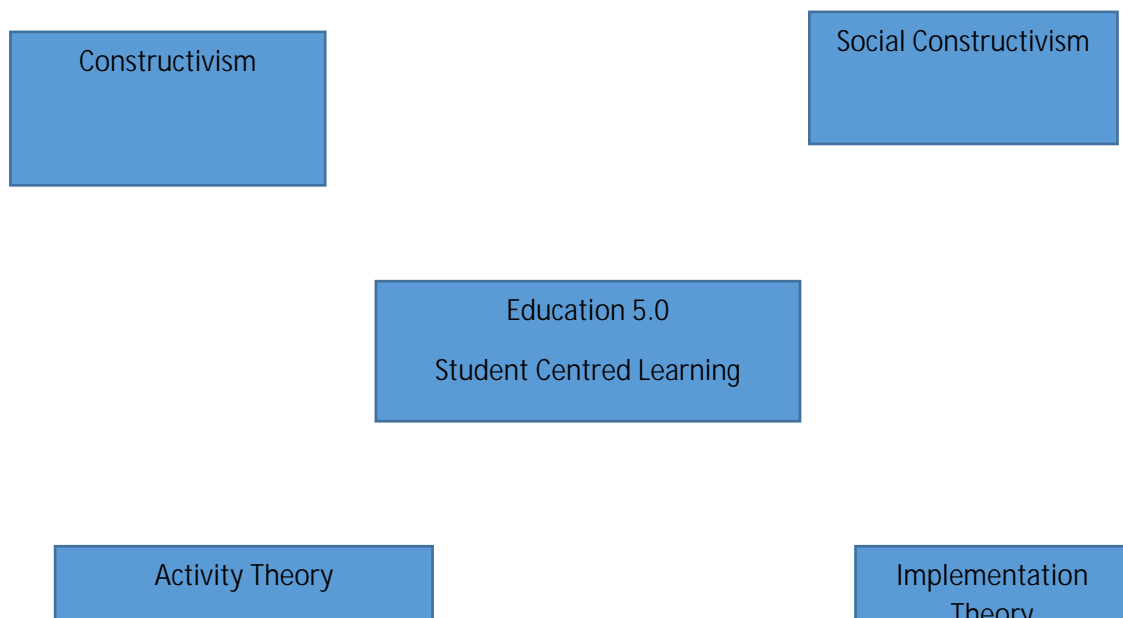 Constructivism
Social Constructivism
Education 5.0
Student Centred Learning
Activity Theory
Implementation
Theory